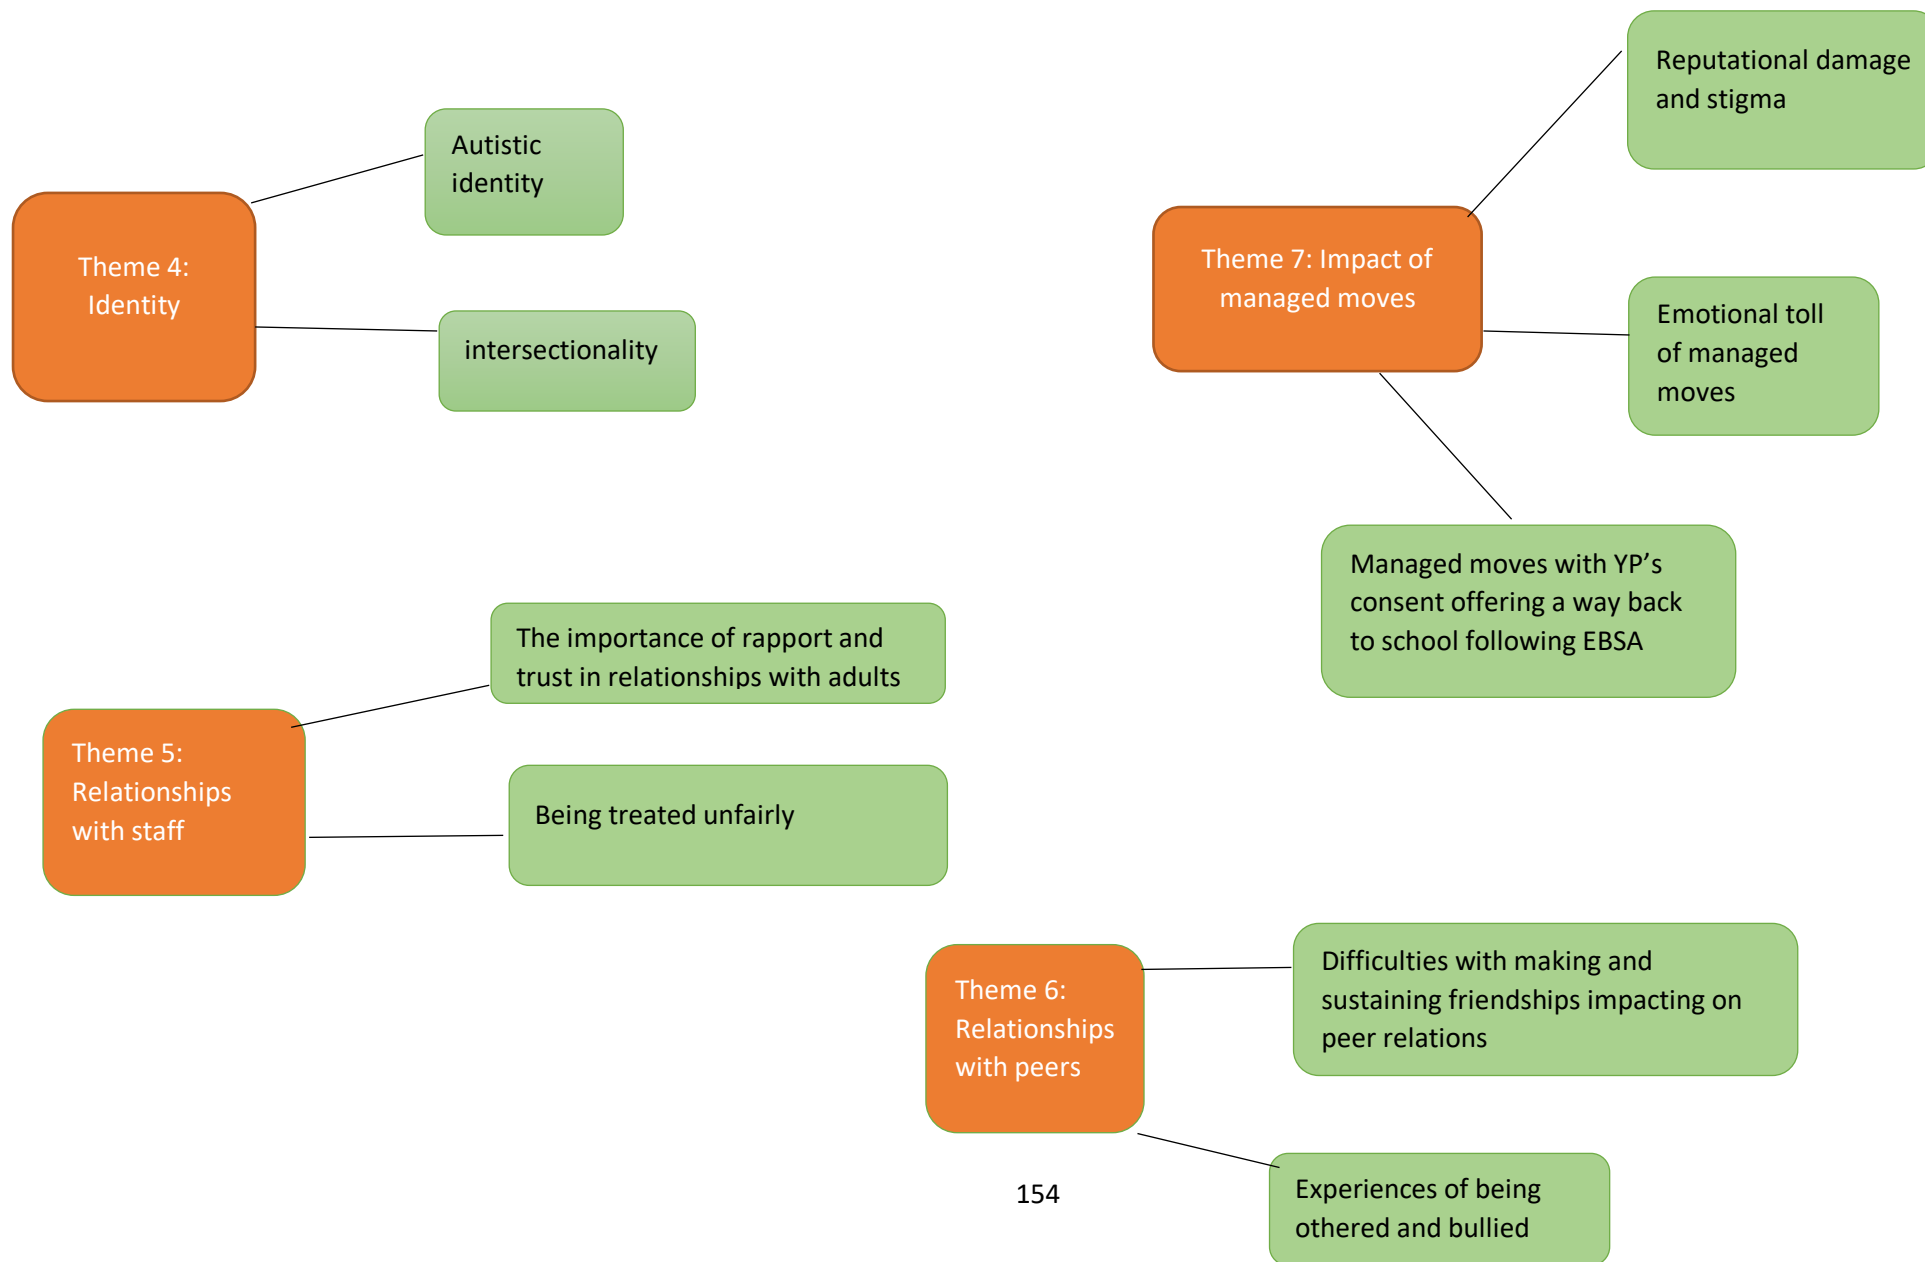 Autistic
identity
Theme 4:
Identity
intersectionality
Reputational damage
and stigma
Theme 7: Impact of
managed moves
Emotional toll
of managed
moves
Managed moves with YP’s
consent offering a way back
to school following EBSA
The importance of rapport and
trust in relationships with adults
Theme 5:
Relationships
with staff
Being treated unfairly
Theme 6:
Relationships
with peers
Difficulties with making and
sustaining friendships impacting on
peer relations
Experiences of being
othered and bullied
154